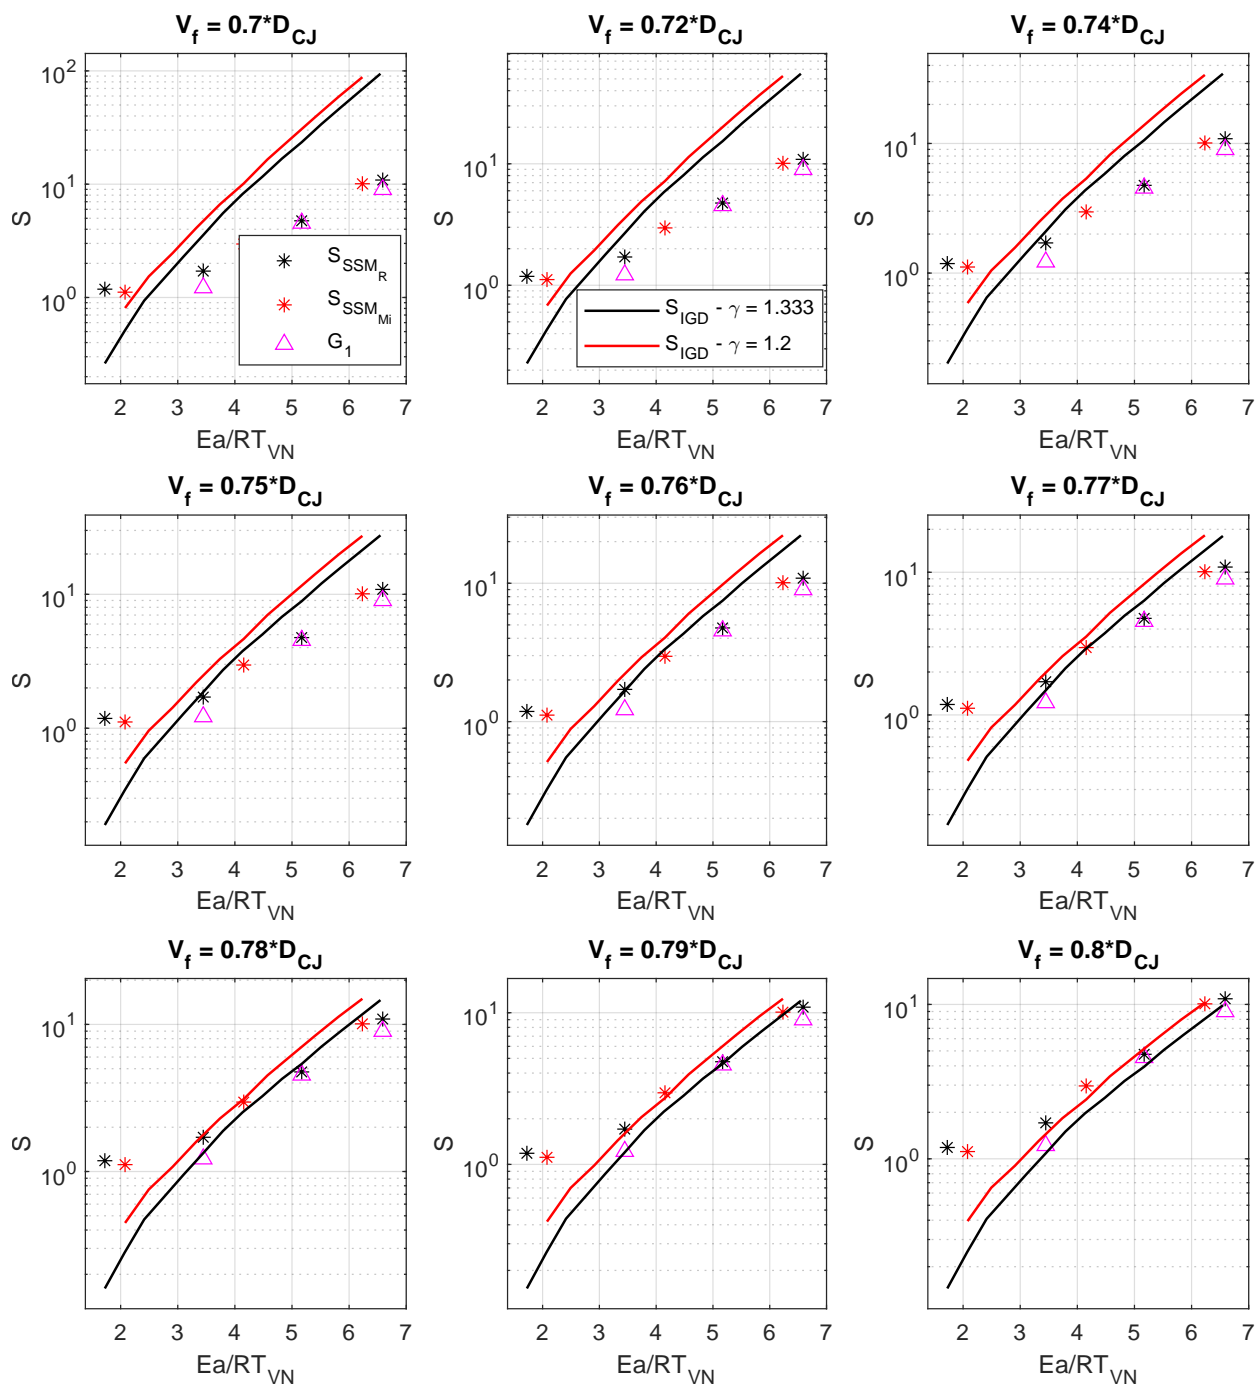 V_f = 0.7*D_CJ
V_f = 0.72*D_CJ
V_f = 0.74*D_CJ
10^2
10^1
10^0
S
S_SSM_R
S_SSM_Mi
G_1
2 3 4 5 6 7
Ea/RT_VN
10^1
10^0
S
S_IGD - γ = 1.333
S_IGD - γ = 1.2
2 3 4 5 6 7
Ea/RT_VN
10^1
10^0
S
2 3 4 5 6 7
Ea/RT_VN
V_f = 0.75*D_CJ
V_f = 0.76*D_CJ
V_f = 0.77*D_CJ
10^1
10^0
S
2 3 4 5 6 7
Ea/RT_VN
10^1
10^0
S
2 3 4 5 6 7
Ea/RT_VN
10^1
10^0
S
2 3 4 5 6 7
Ea/RT_VN
V_f = 0.78*D_CJ
V_f = 0.79*D_CJ
V_f = 0.8*D_CJ
10^1
10^0
S
2 3 4 5 6 7
Ea/RT_VN
10^1
10^0
S
2 3 4 5 6 7
Ea/RT_VN
10^1
10^0
S
2 3 4 5 6 7
Ea/RT_VN